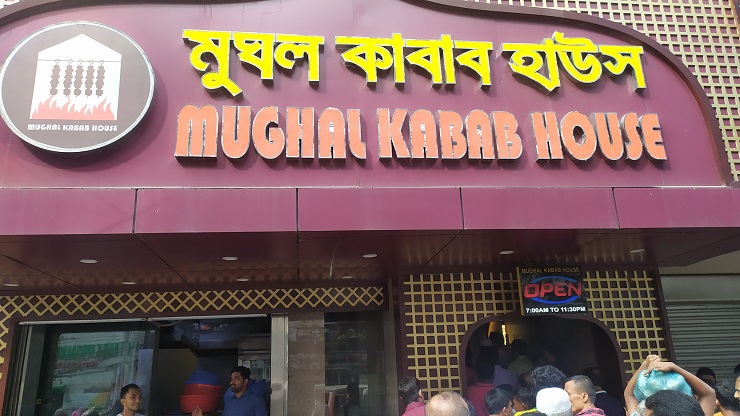 মুঘল কাবাব হাউস
MUGHAL KABAB HOUSE
MUGHAL KABAB HOUSE
MUGHAL KABAB HOUSE
OPEN
7:00AM TO 11:30PM